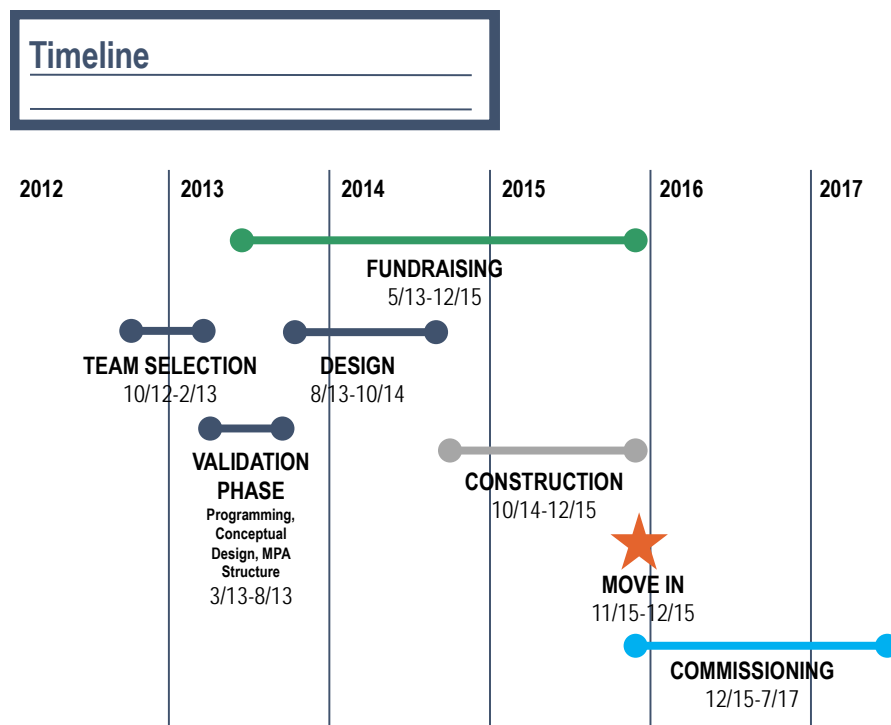 Timeline
2012 2013 2014 2015 2016 2017
FUNDRAISING
5/13-12/15
TEAM SELECTION
10/12-2/13
DESIGN
8/13-10/14
VALIDATION
PHASE
Programming,
Conceptual
Design, MPA
Structure
3/13-8/13
CONSTRUCTION
10/14-12/15
MOVE IN
11/15-12/15
COMMISSIONING
12/15-7/17